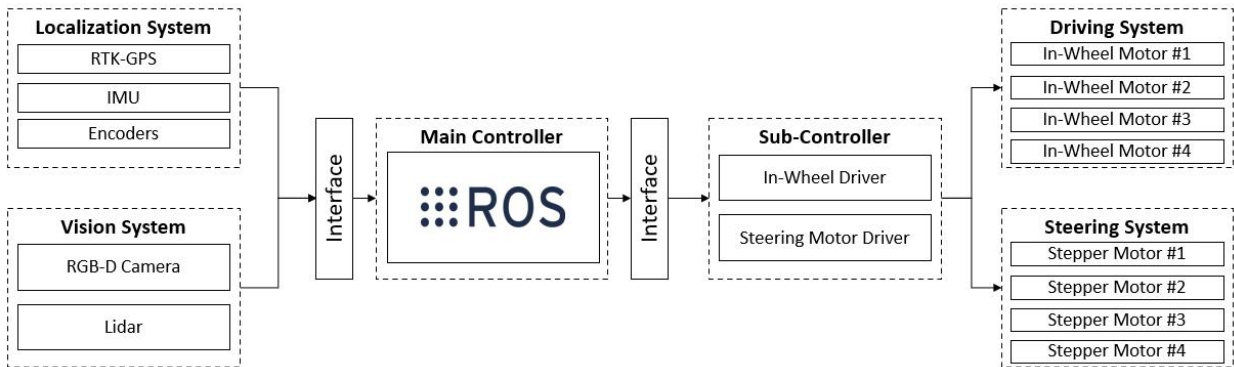 Localization System
RTK-GPS
IMU
Encoders
Vision System
RGB-D Camera
Lidar
Interface
Main Controller
ROS
Interface
Sub-Controller
In-Wheel Driver
Steering Motor Driver
Driving System
In-Wheel Motor #1
In-Wheel Motor #2
In-Wheel Motor #3
In-Wheel Motor #4
Steering System
Stepper Motor #1
Stepper Motor #2
Stepper Motor #3
Stepper Motor #4